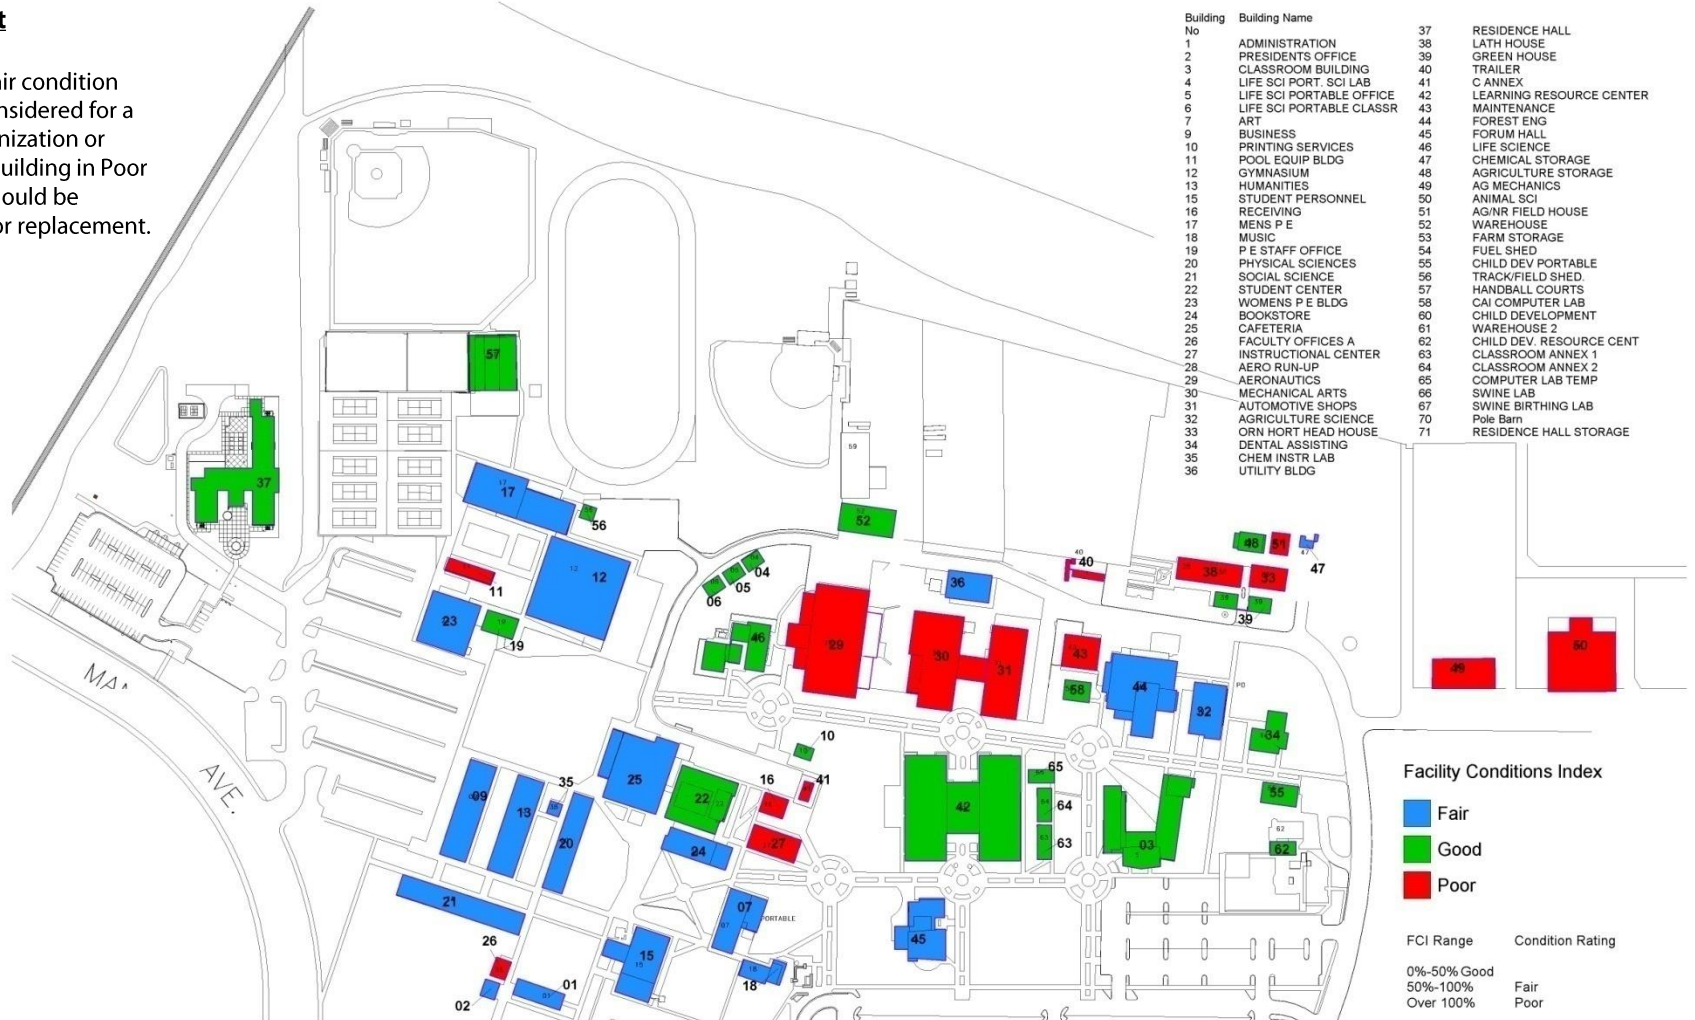 t
ir condition
nsidered for a
nization or
uilding in Poor
ould be
or replacement.
Building Building Name
No
1 ADMINISTRATION
2 PRESIDENTS OFFICE
3 CLASSROOM BUILDING
4 LIFE SCI PORT. SCI LAB
5 LIFE SCI PORTABLE OFFICE
6 LIFE SCI PORTABLE CLASSR
7 ART
9 BUSINESS
10 PRINTING SERVICES
11 POOL EQUIP BLDG
12 GYMNASIUM
13 HUMANITIES
15 STUDENT PERSONNEL
16 RECEIVING
17 MENS P E
18 MUSIC
19 P E STAFF OFFICE
20 PHYSICAL SCIENCES
21 SOCIAL SCIENCE
22 STUDENT CENTER
23 WOMENS P E BLDG
24 BOOKSTORE
25 CAFETERIA
26 FACULTY OFFICES A
27 INSTRUCTIONAL CENTER
28 AERO RUN-UP
29 AERONAUTICS
30 MECHANICAL ARTS
31 AUTOMOTIVE SHOPS
32 AGRICULTURE SCIENCE
33 ORN HORT HEAD HOUSE
34 DENTAL ASSISTING
35 CHEM INSTR LAB
36 UTILITY BLDG
37 RESIDENCE HALL
38 LATH HOUSE
39 GREEN HOUSE
40 TRAILER
41 C ANNEX
42 LEARNING RESOURCE CENTER
43 MAINTENANCE
44 FOREST ENG
45 FORUM HALL
46 LIFE SCIENCE
47 CHEMICAL STORAGE
48 AGRICULTURE STORAGE
49 AG MECHANICS
50 ANIMAL SCI
51 AG/NR FIELD HOUSE
52 WAREHOUSE
53 FARM STORAGE
54 FUEL SHED
55 CHILD DEV PORTABLE
56 TRACK/FIELD SHED.
57 HANDBALL COURTS
58 CAI COMPUTER LAB
60 CHILD DEVELOPMENT
61 WAREHOUSE 2
62 CHILD DEV. RESOURCE CENT
63 CLASSROOM ANNEX 1
64 CLASSROOM ANNEX 2
65 COMPUTER LAB TEMP
66 SWINE LAB
67 SWINE BIRTHING LAB
70 Pole Barn
71 RESIDENCE HALL STORAGE
57
37
17
56
59
52
12
11
23
19
04
05
06
46
36
40
48
51
47
38
33
39
29
30
31
43
58
44
32
34
49
50
PO
MA
AVE.
10
25
22
16
41
27
24
35
09
13
20
21
26
02
01
15
07
PORTABLE
18
42
65
64
63
03
55
62
45
Facility Conditions Index
Fair
Good
Poor
FCI Range Condition Rating
0%-50% Good
50%-100% Fair
Over 100% Poor